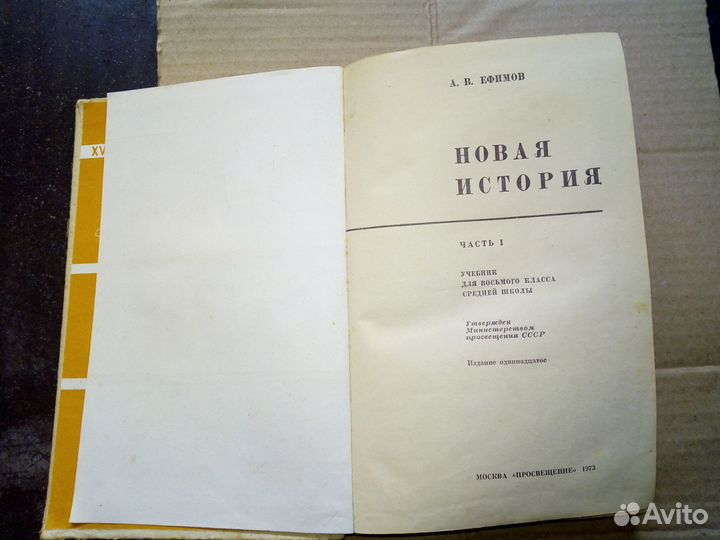 XV
А. В. ЕФИМОВ
НОВАЯ
ИСТОРИЯ
ЧАСТЬ I
УЧЕБНИК
ДЛЯ ВОСЬМОГО КЛАССА
СРЕДНЕЙ ШКОЛЫ
Утвержден
Министерством
просвещения СССР
Издание одиннадцатое
МОСКВА «ПРОСВЕЩЕНИЕ» 1973
Avito